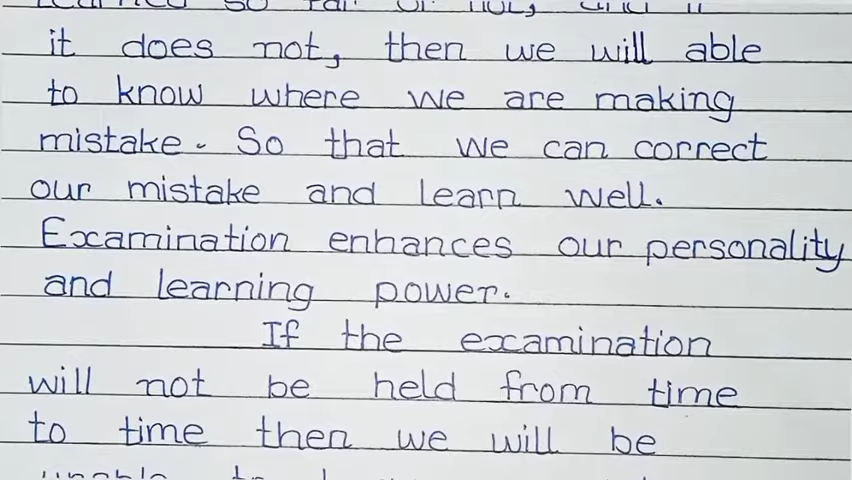 it does not, then we will able
to know where we are making
mistake. So that we can correct
our mistake and learn well.
Examination enhances our personality
and learning power.
If the examination
will not be held from time
to time then we will be